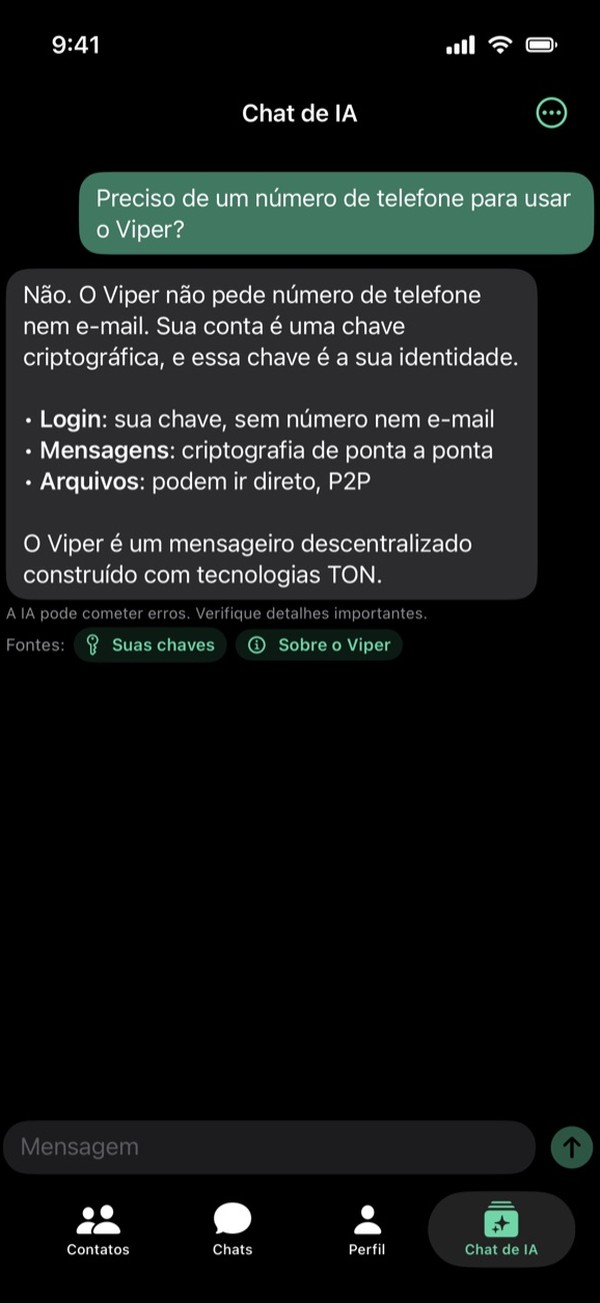 9:41
Chat de IA
Preciso de um número de telefone para usar
o Viper?
Não. O Viper não pede número de telefone
nem e-mail. Sua conta é uma chave
criptográfica, e essa chave é a sua identidade.
• Login: sua chave, sem número nem e-mail
• Mensagens: criptografia de ponta a ponta
• Arquivos: podem ir direto, P2P
O Viper é um mensageiro descentralizado
construído com tecnologias TON.
A IA pode cometer erros. Verifique detalhes importantes.
Fontes: Suas chaves Sobre o Viper
Mensagem
Contatos Chats Perfil Chat de IA